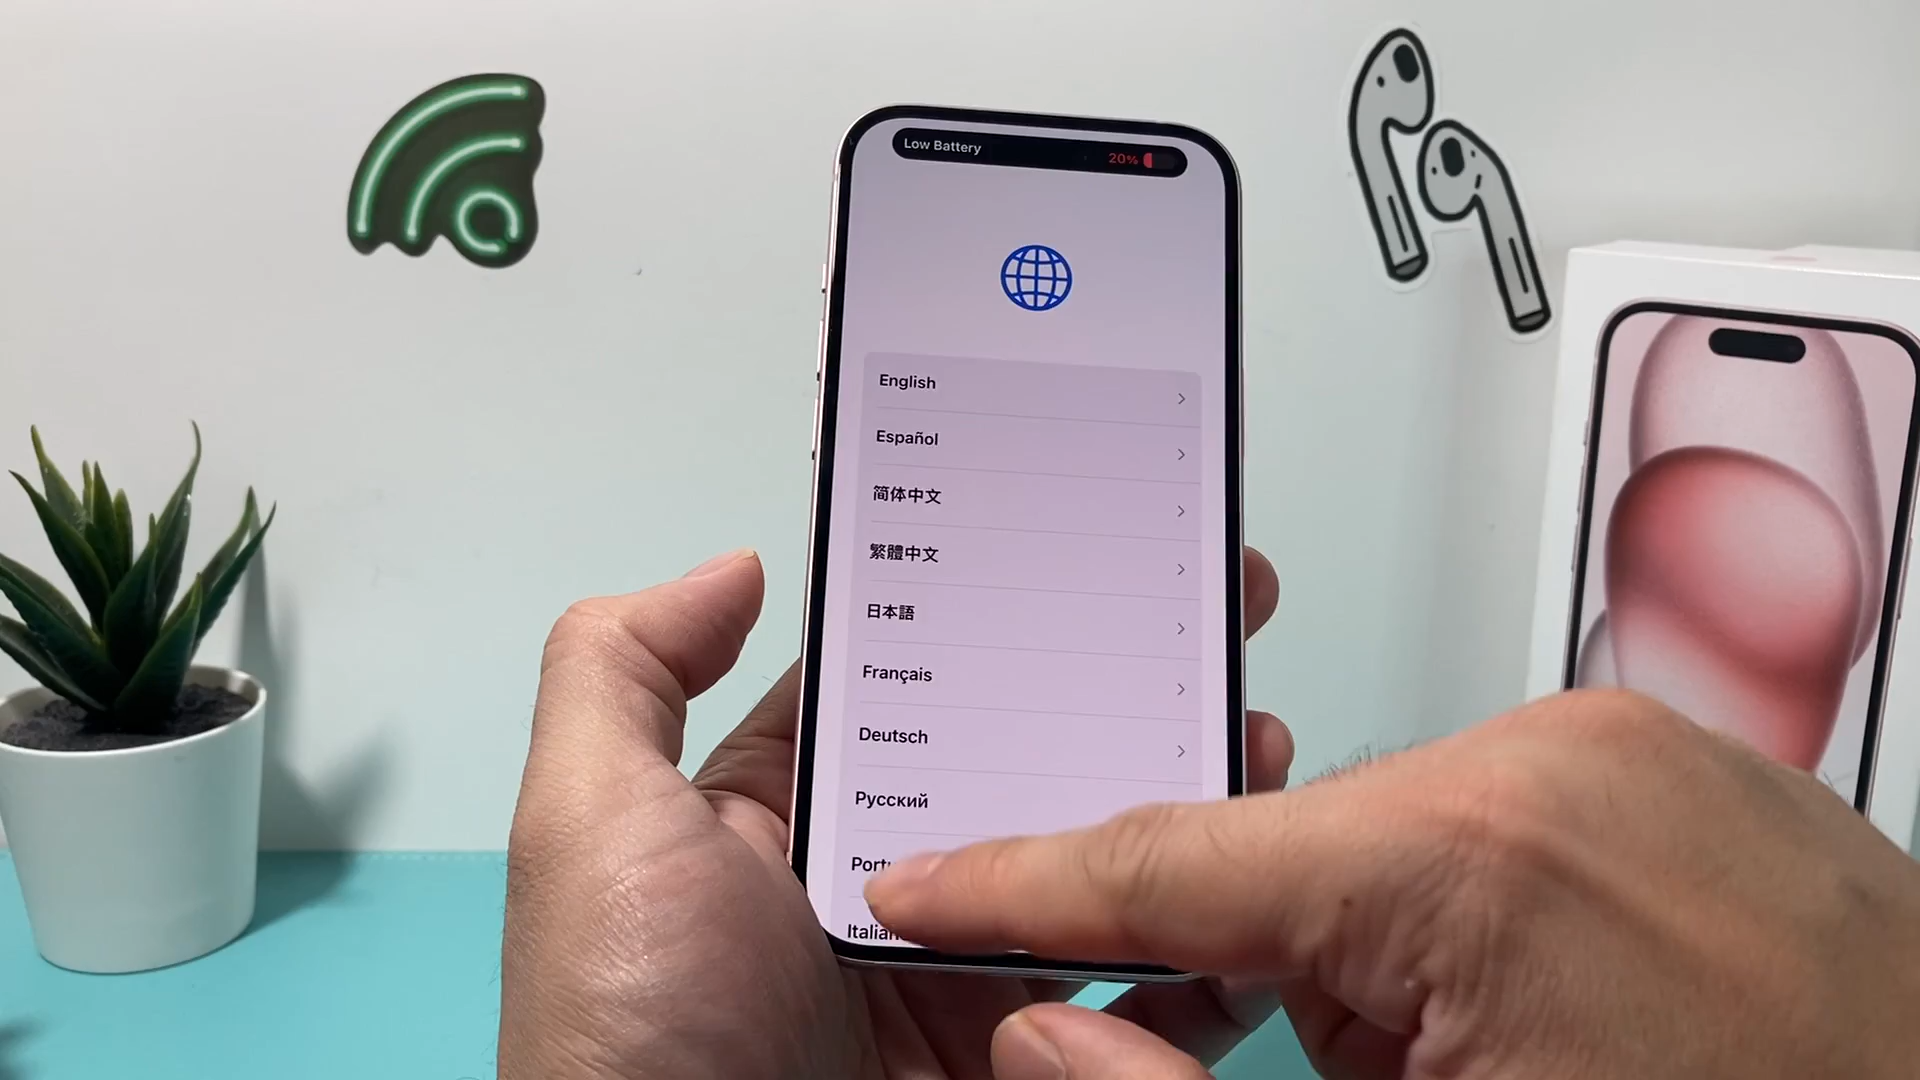 Low Battery 20%
English
Español
简体中文
繁體中文
日本語
Français
Deutsch
Русский